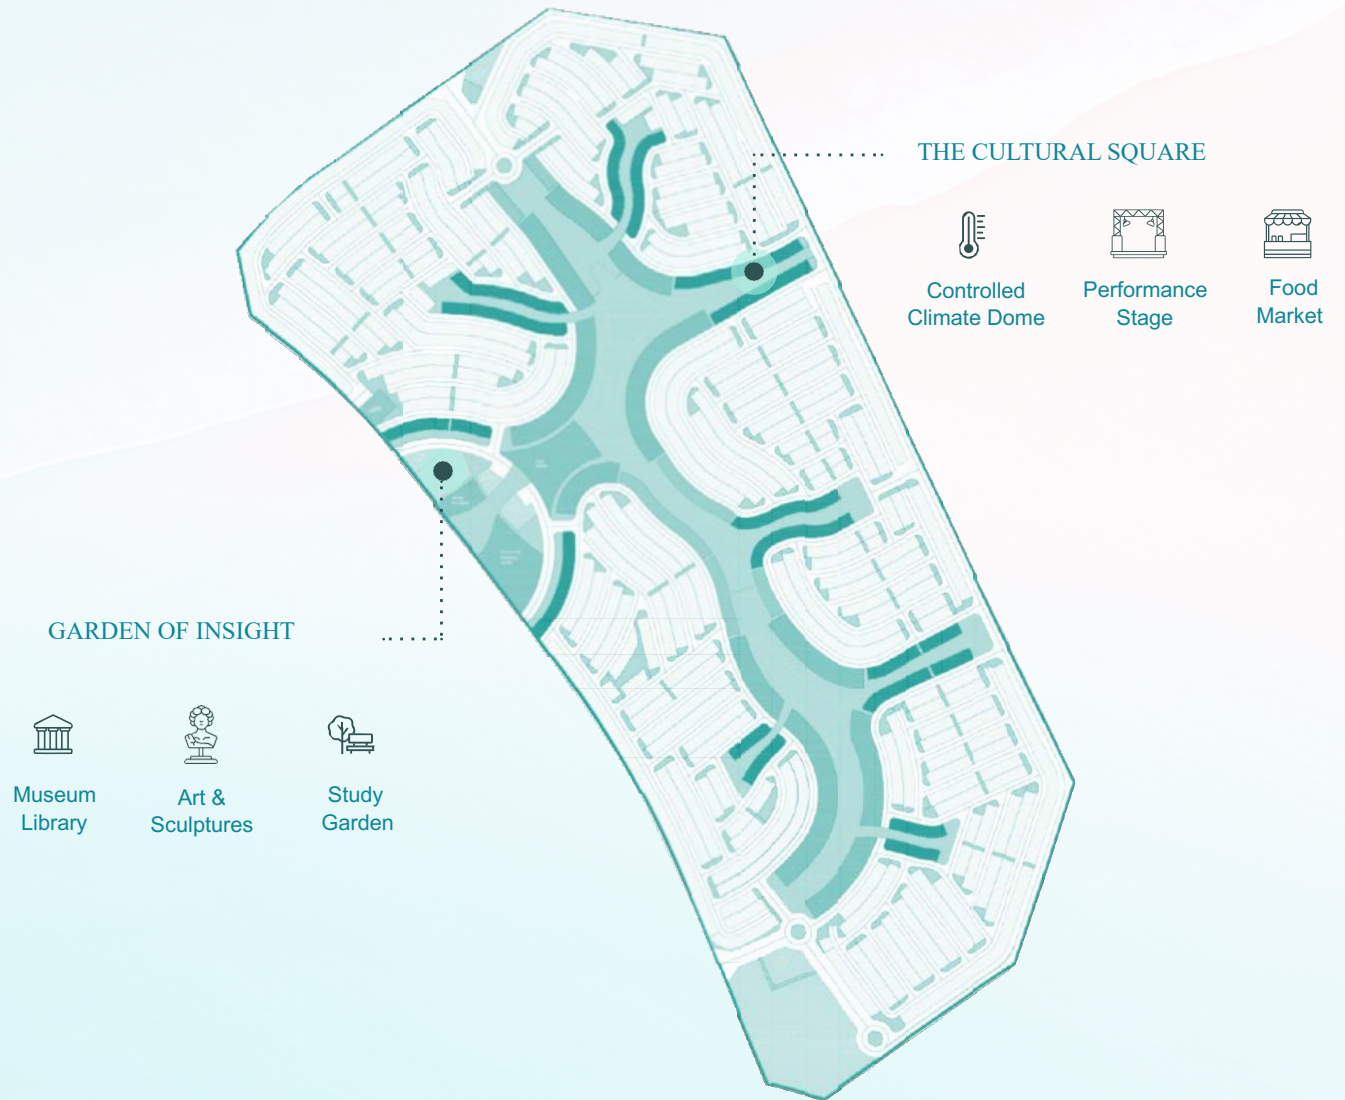 THE CULTURAL SQUARE
Controlled
Climate Dome
Performance
Stage
Food
Market
GARDEN OF INSIGHT
Museum
Library
Art &
Sculptures
Study
Garden